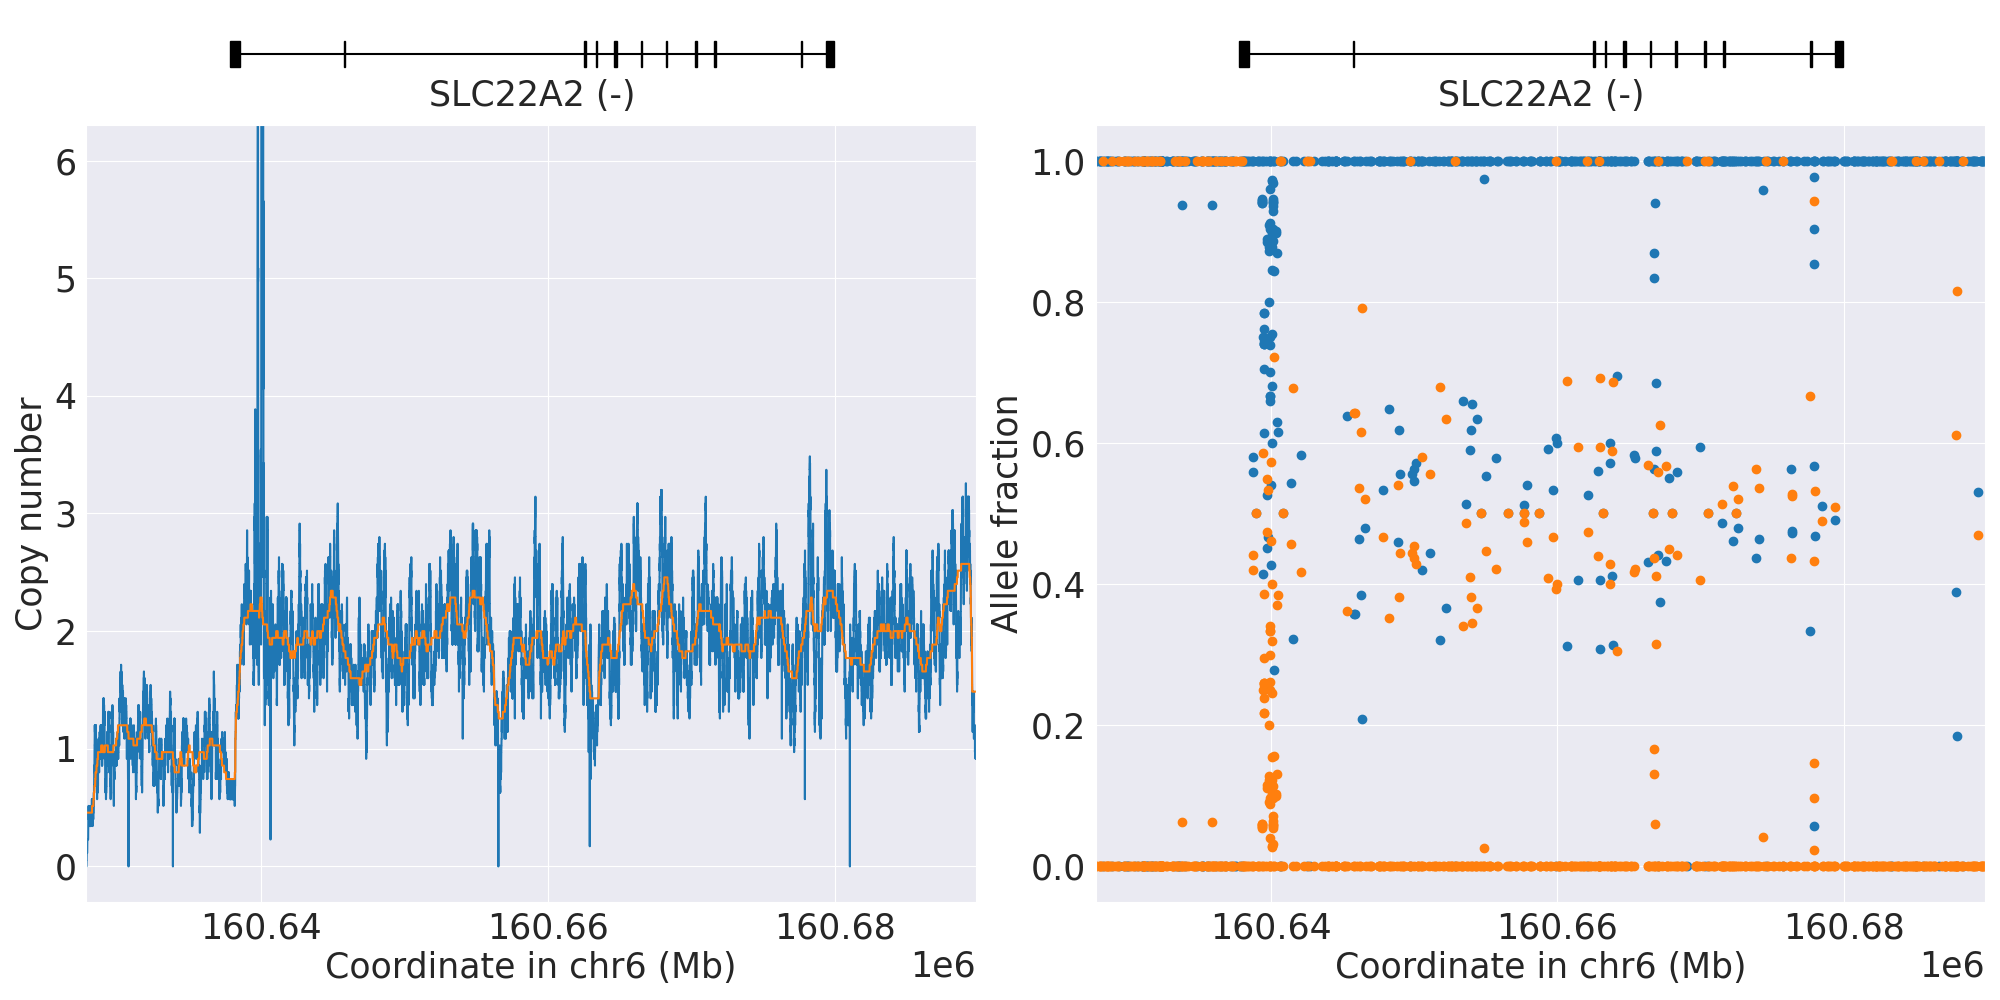 SLC22A2 (-)
6
5
4
3
2
1
0
Copy number
160.64
160.66
160.68
Coordinate in chr6 (Mb)
1e6
SLC22A2 (-)
1.0
0.8
0.6
0.4
0.2
0.0
Allele fraction
160.64
160.66
160.68
Coordinate in chr6 (Mb)
1e6